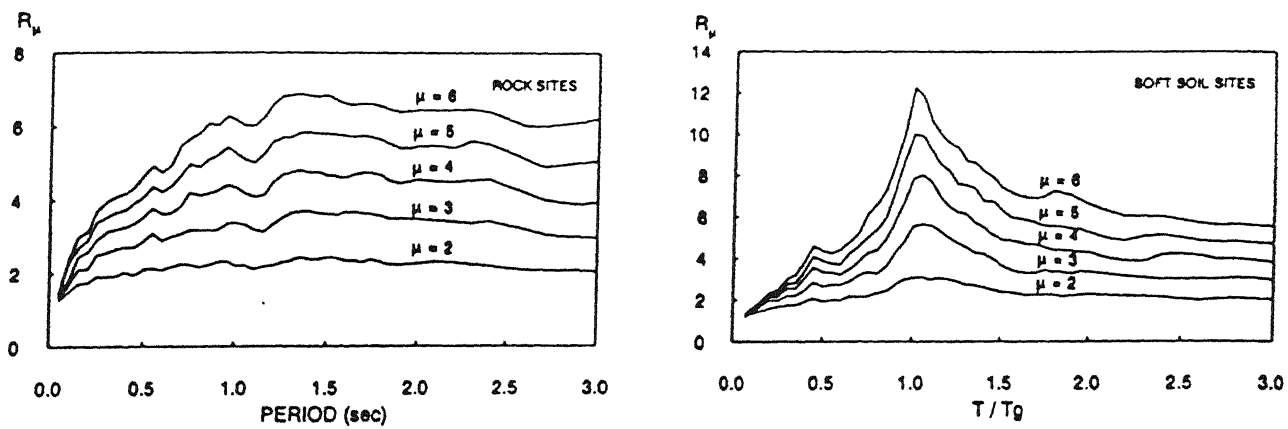 Rμ
8
6
4
2
0
ROCK SITES
μ = 6
μ = 5
μ = 4
μ = 3
μ = 2
0.0 0.5 1.0 1.5 2.0 2.5 3.0
PERIOD (sec)
Rμ
14
12
10
8
6
4
2
0
SOFT SOIL SITES
μ = 6
μ = 5
μ = 4
μ = 3
μ = 2
0.0 0.5 1.0 1.5 2.0 2.5 3.0
T / Tg